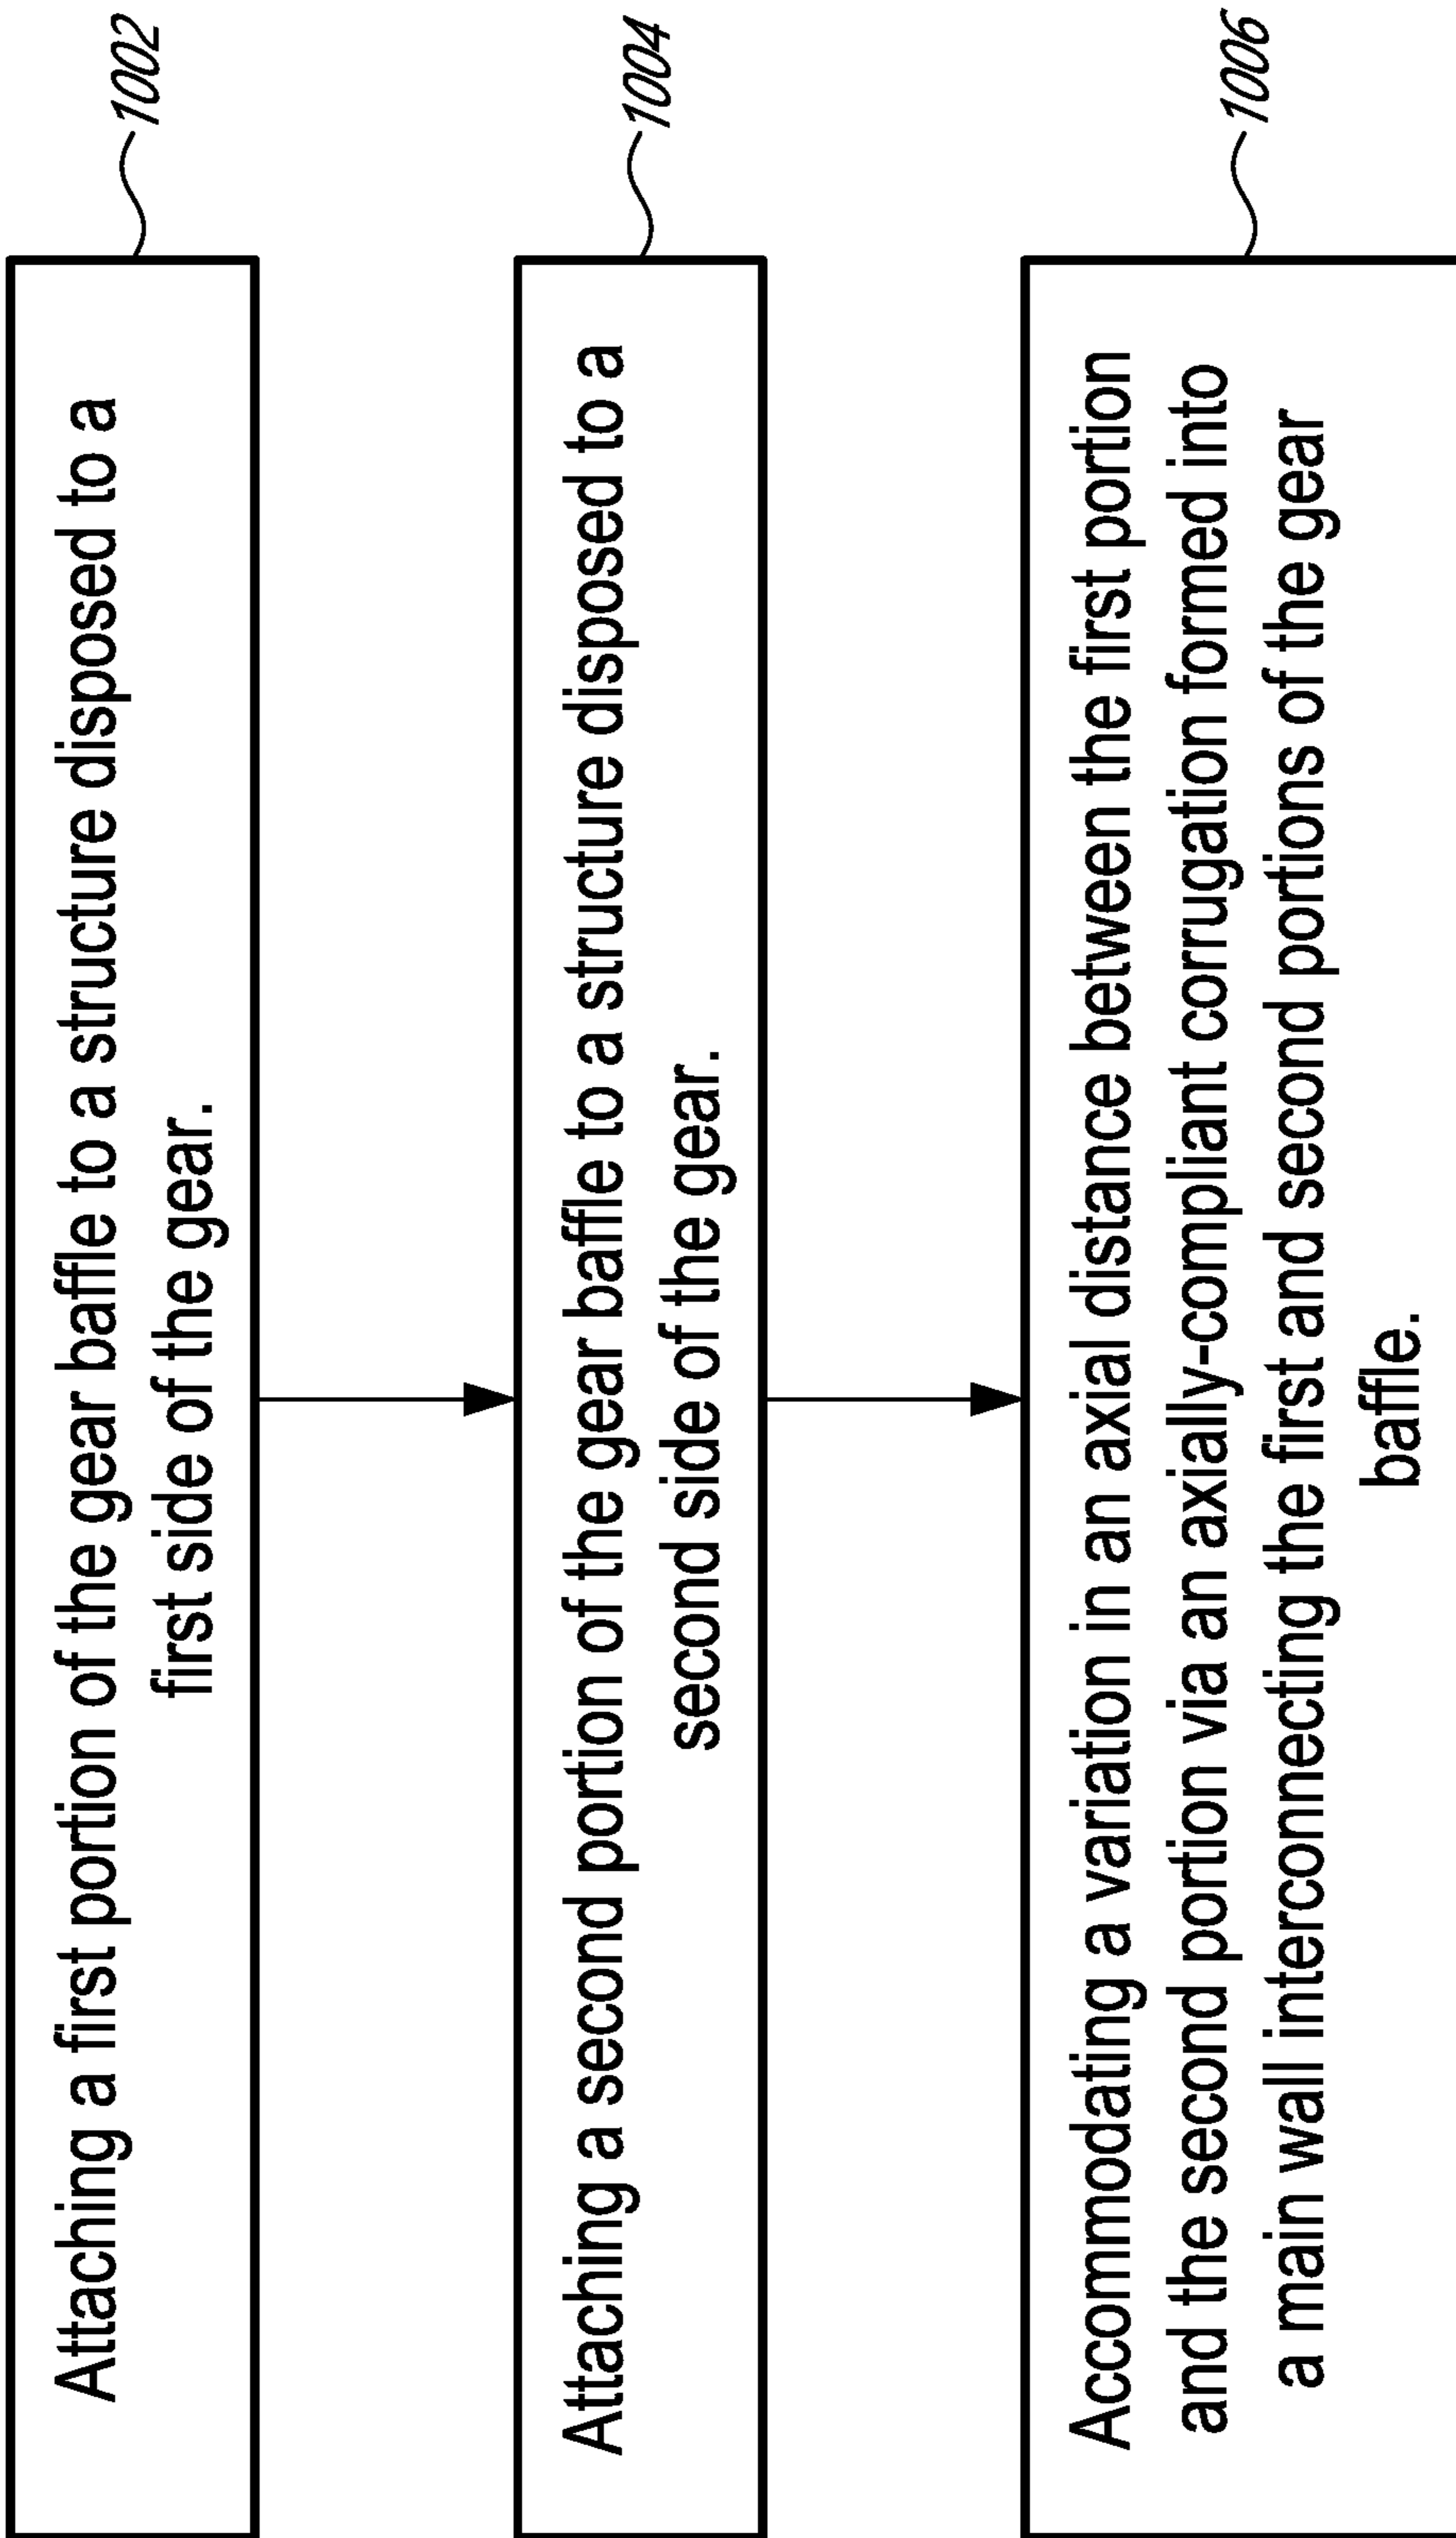 Attaching a first portion of the gear baffle to a structure disposed to a
first side of the gear.
1002
Attaching a second portion of the gear baffle to a structure disposed to a
second side of the gear.
1004
Accommodating a variation in an axial distance between the first portion
and the second portion via an axially-compliant corrugation formed into
a main wall interconnecting the first and second portions of the gear
baffle.
1006